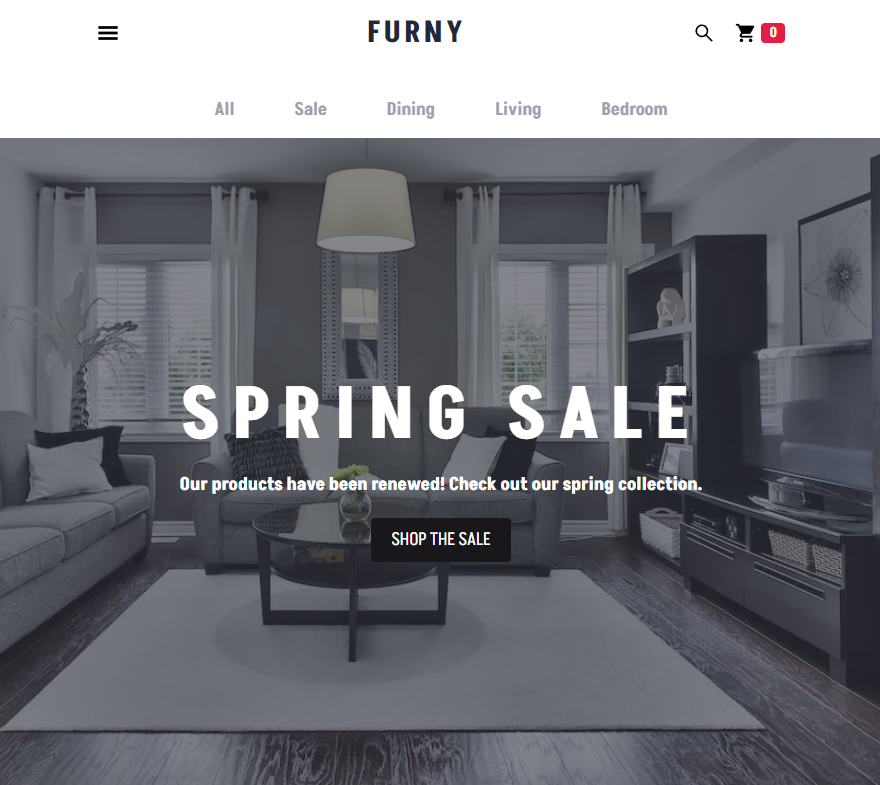 FURNY
0
All Sale Dining Living Bedroom
SPRING SALE
Our products have been renewed! Check out our spring collection.
SHOP THE SALE